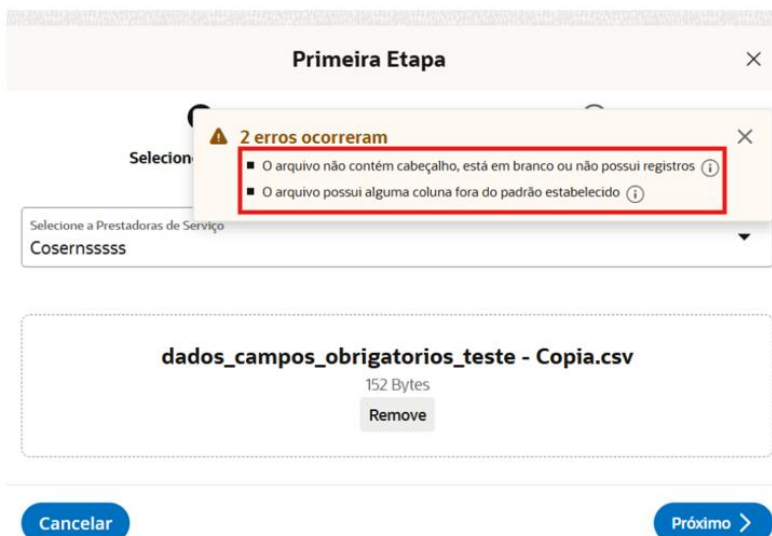 Primeira Etapa
2 erros ocorreram
Selecion
O arquivo não contém cabeçalho, está em branco ou não possui registros
O arquivo possui alguma coluna fora do padrão estabelecido
Selecione a Prestadoras de Serviço
Cosernsssss
dados_campos_obrigatorios_teste - Copia.csv
152 Bytes
Remove
Cancelar
Próximo